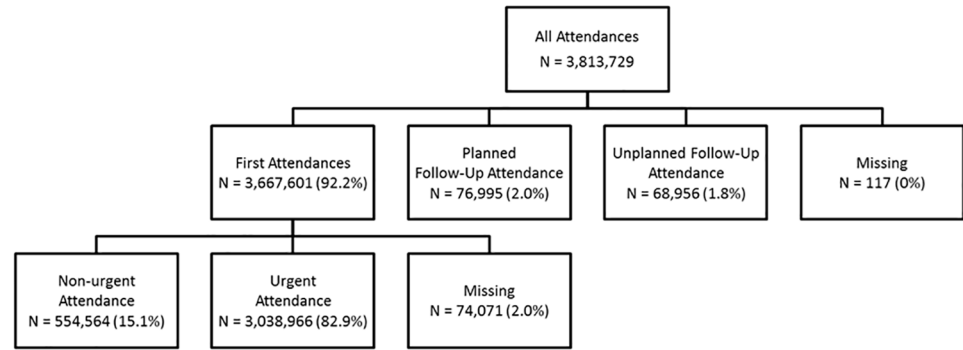 All Attendances
N = 3,813,729
First Attendances
N = 3,667,601 (92.2%)
Planned
Follow-Up Attendance
N = 76,995 (2.0%)
Unplanned Follow-Up
Attendance
N = 68,956 (1.8%)
Missing
N = 117 (0%)
Non-urgent
Attendance
N = 554,564 (15.1%)
Urgent
Attendance
N = 3,038,966 (82.9%)
Missing
N = 74,071 (2.0%)